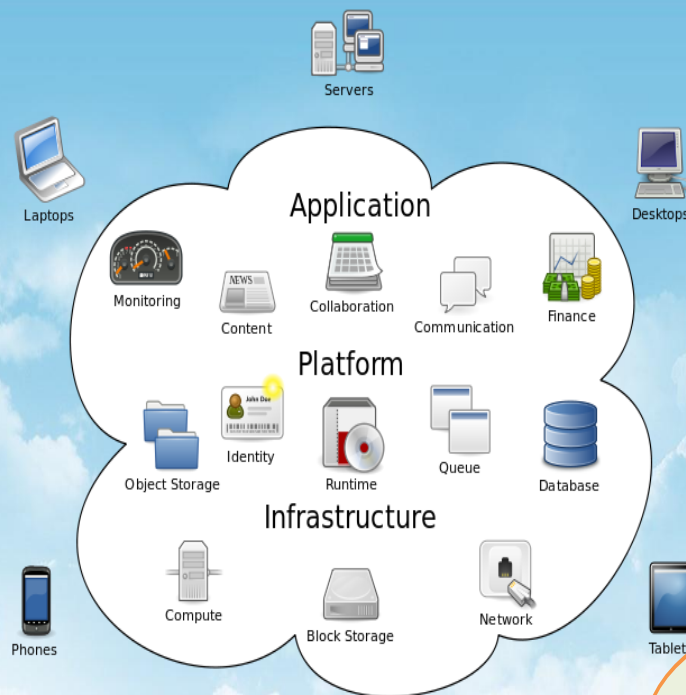 Servers
Laptops
Desktops
Application
Monitoring
NEWS
Content
Collaboration
Communication
Finance
Platform
Object Storage
John Doe
Identity
Runtime
Queue
Database
Infrastructure
Compute
Block Storage
Network
Phones
Tablet